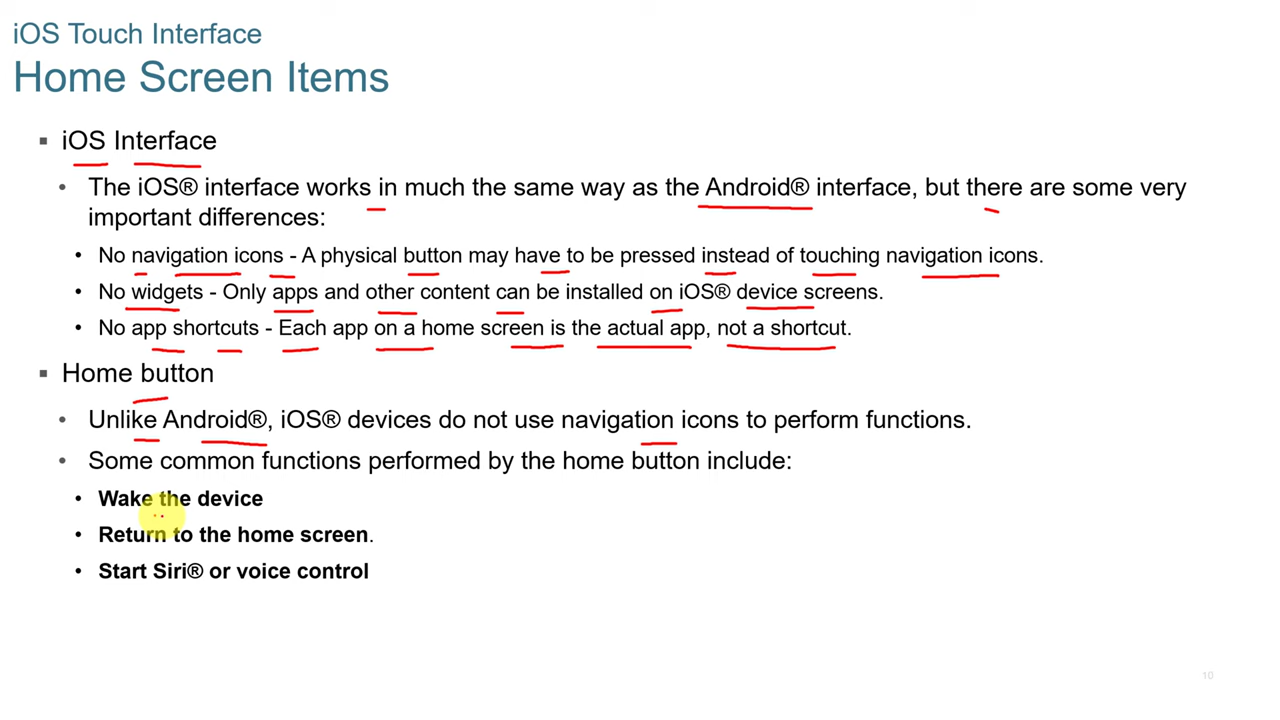 iOS Touch Interface
Home Screen Items
▪ iOS Interface
• The iOS® interface works in much the same way as the Android® interface, but there are some very
important differences:
• No navigation icons - A physical button may have to be pressed instead of touching navigation icons.
• No widgets - Only apps and other content can be installed on iOS® device screens.
• No app shortcuts - Each app on a home screen is the actual app, not a shortcut.
▪ Home button
• Unlike Android®, iOS® devices do not use navigation icons to perform functions.
• Some common functions performed by the home button include:
• Wake the device
• Return to the home screen.
• Start Siri® or voice control
10